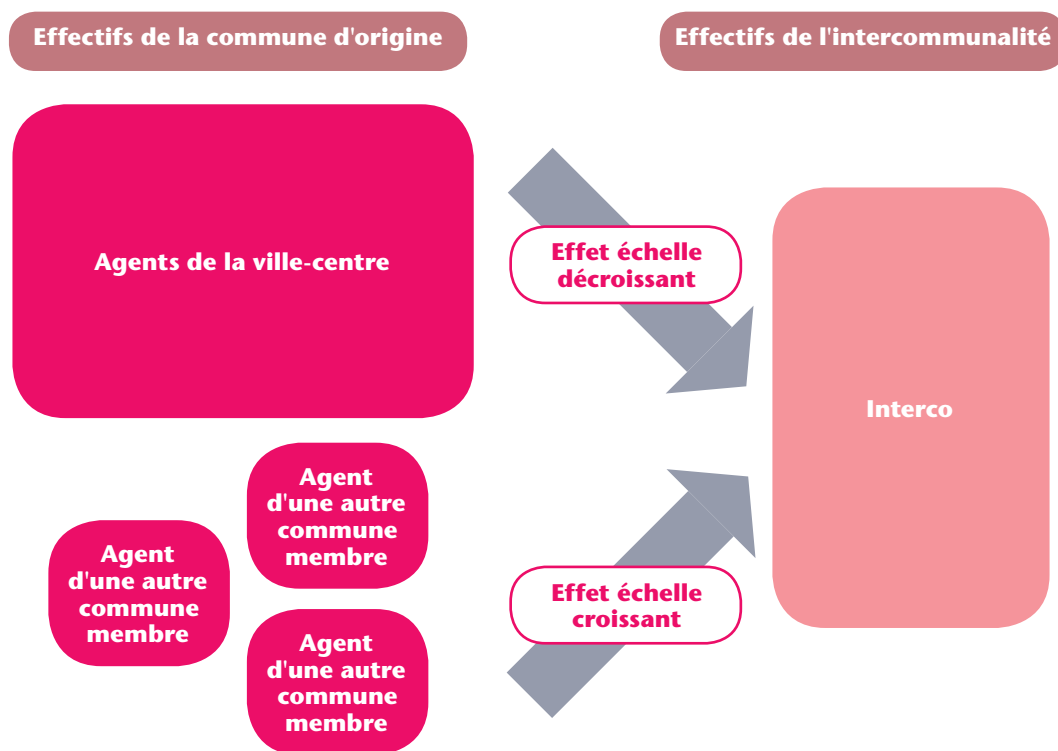 Effectifs de la commune d'origine
Effectifs de l'intercommunalité
Agents de la ville-centre
Effet échelle
décroissant
Interco
Agent
d'une autre
commune
membre
Agent
d'une autre
commune
membre
Effet échelle
croissant
Agent
d'une autre
commune
membre